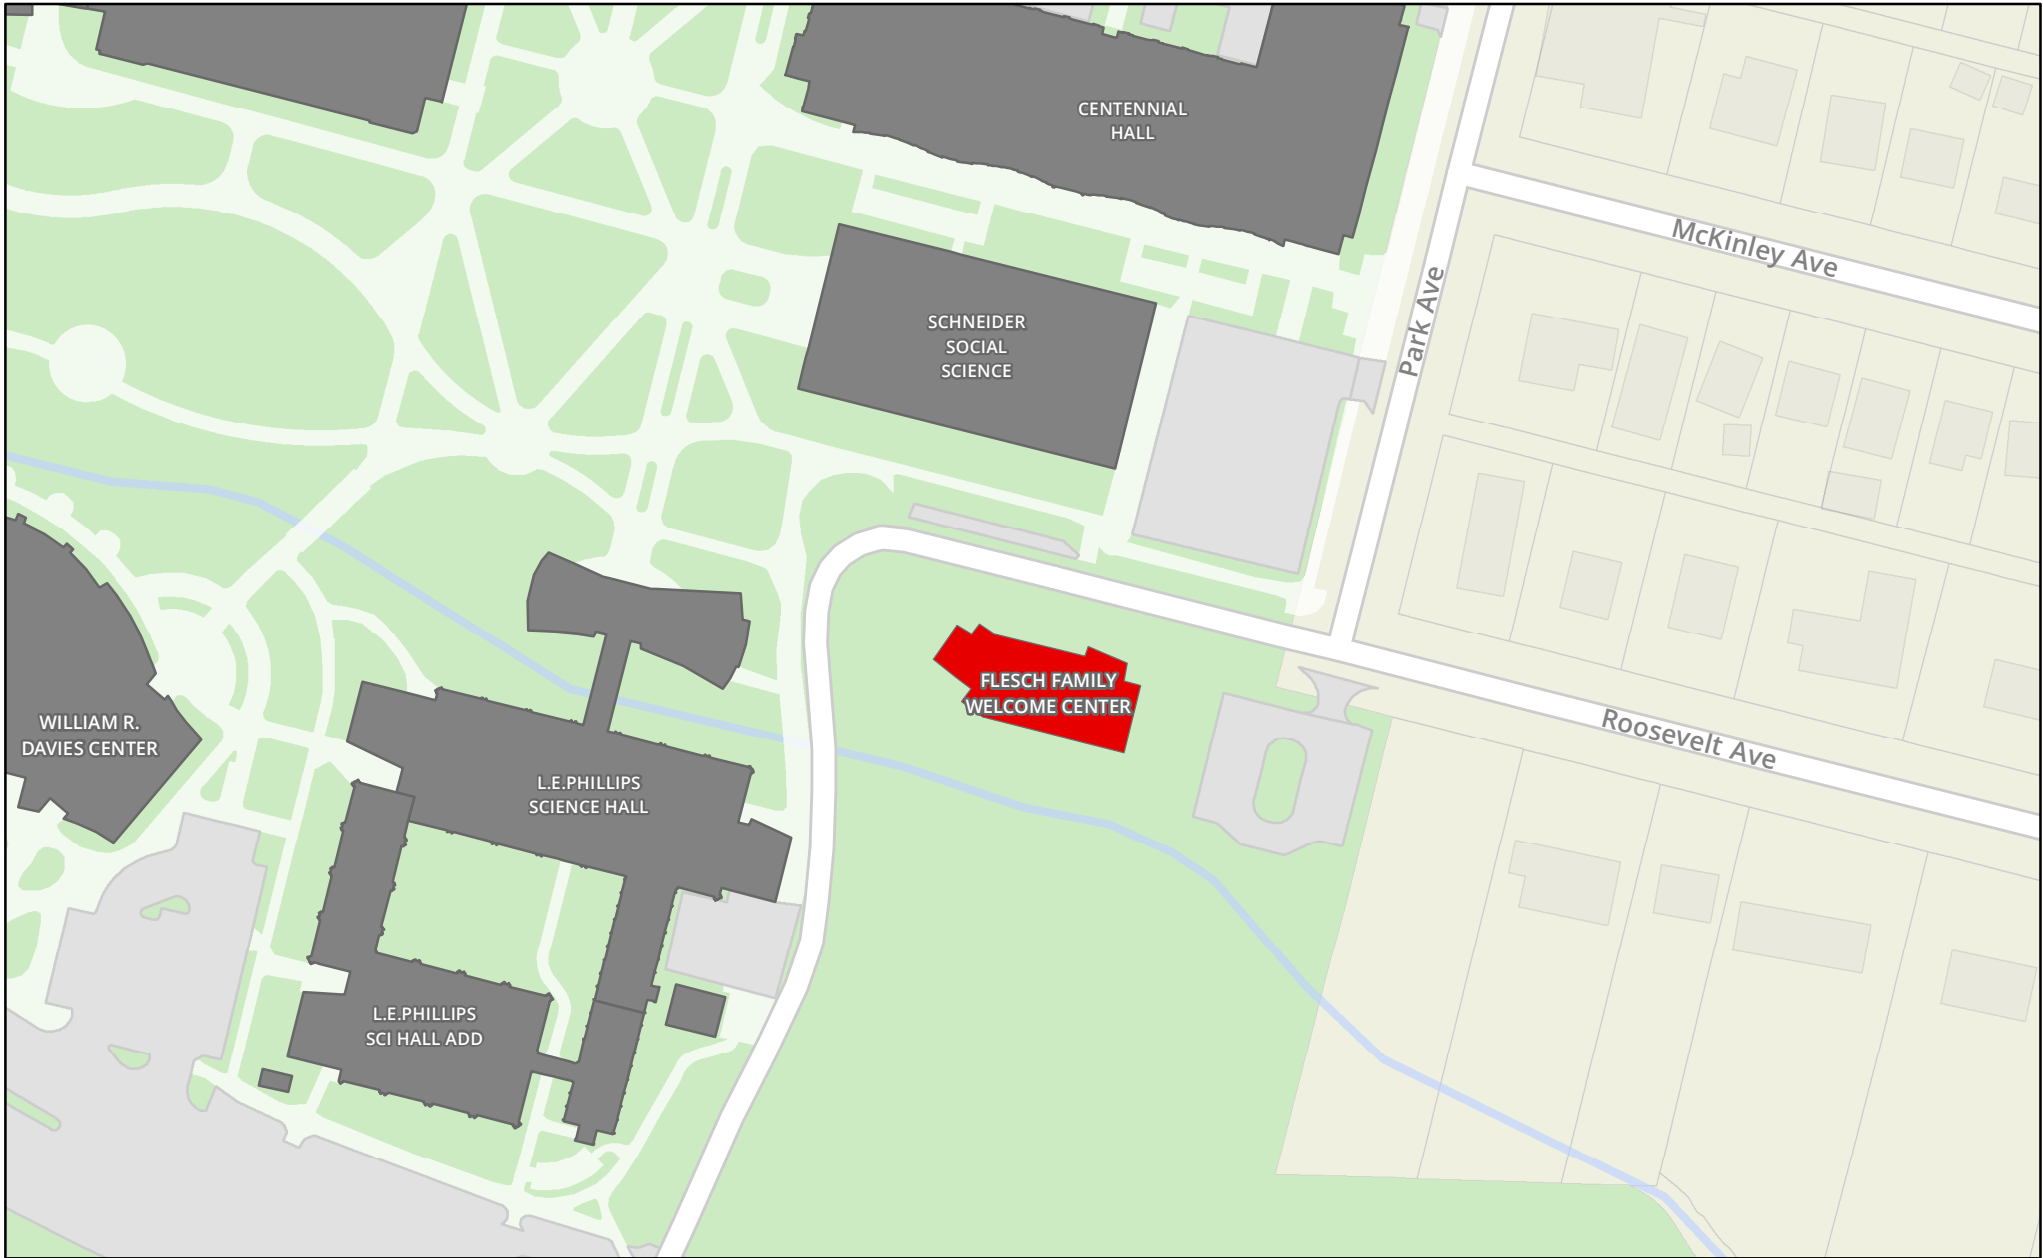 CENTENNIAL
HALL
McKinley Ave
Park Ave
SCHNEIDER
SOCIAL
SCIENCE
FLESCH FAMILY
WELCOME CENTER
WILLIAM R.
DAVIES CENTER
Roosevelt Ave
L.E.PHILLIPS
SCIENCE HALL
L.E.PHILLIPS
SCI HALL ADD